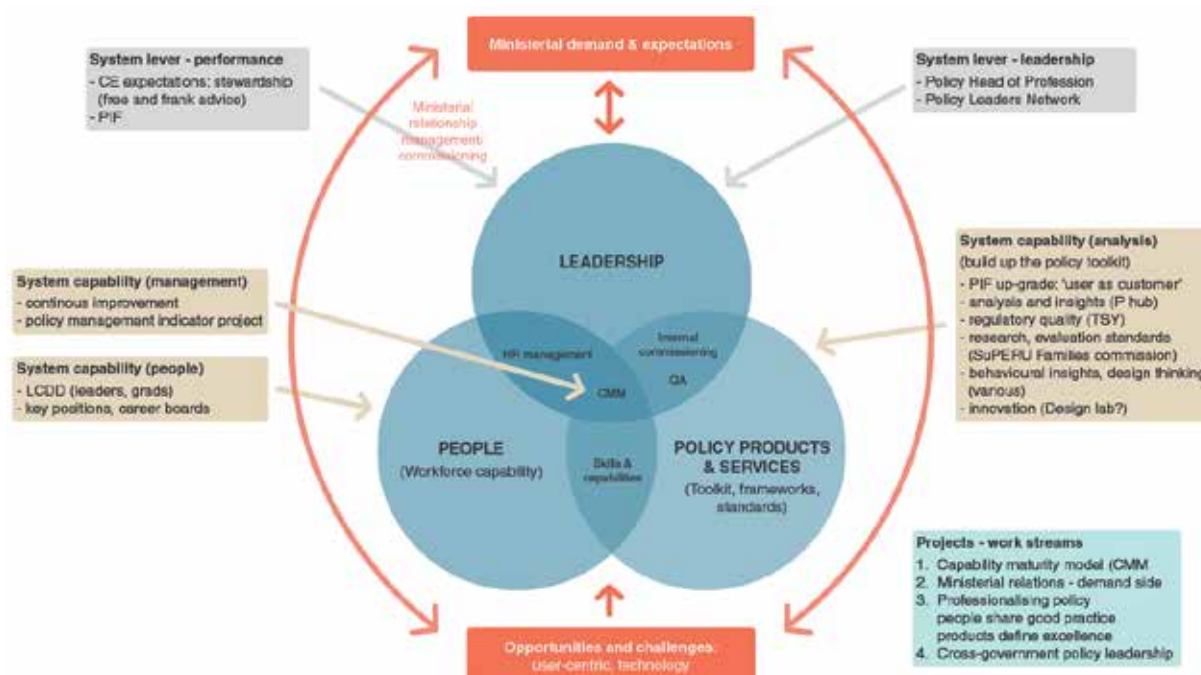 Ministerial demand & expectations
System lever - performance
- CE expectations: stewardship
(free and frank advice)
- PIF
System lever - leadership
- Policy Head of Profession
- Policy Leaders Network
Ministerial
relationship
management/
commissioning
LEADERSHIP
System capability (management)
- continous improvement
- policy management indicator project
System capability (people)
- LCDD (leaders, grads)
- key positions, career boards
System capability (analysis)
(build up the policy toolkit)
- PIF up-grade: 'user as customer'
- analysis and insights (P hub)
- regulatory quality (TSY)
- research, evaluation standards
(SuPERU Families commission)
- behavioural insights, design thinking
(various)
- innovation (Design lab?)
HR management
Internal
commissioning
QA
CMM
PEOPLE
(Workforce capability)
Skills &
capabilities
POLICY PRODUCTS
& SERVICES
(Toolkit, frameworks,
standards)
Projects - work streams
1. Capability maturity model (CMM
2. Ministerial relations - demand side
3. Professionalising policy
people share good practice
products define excellence
4. Cross-government policy leadership
Opportunities and challenges:
user-centric, technology